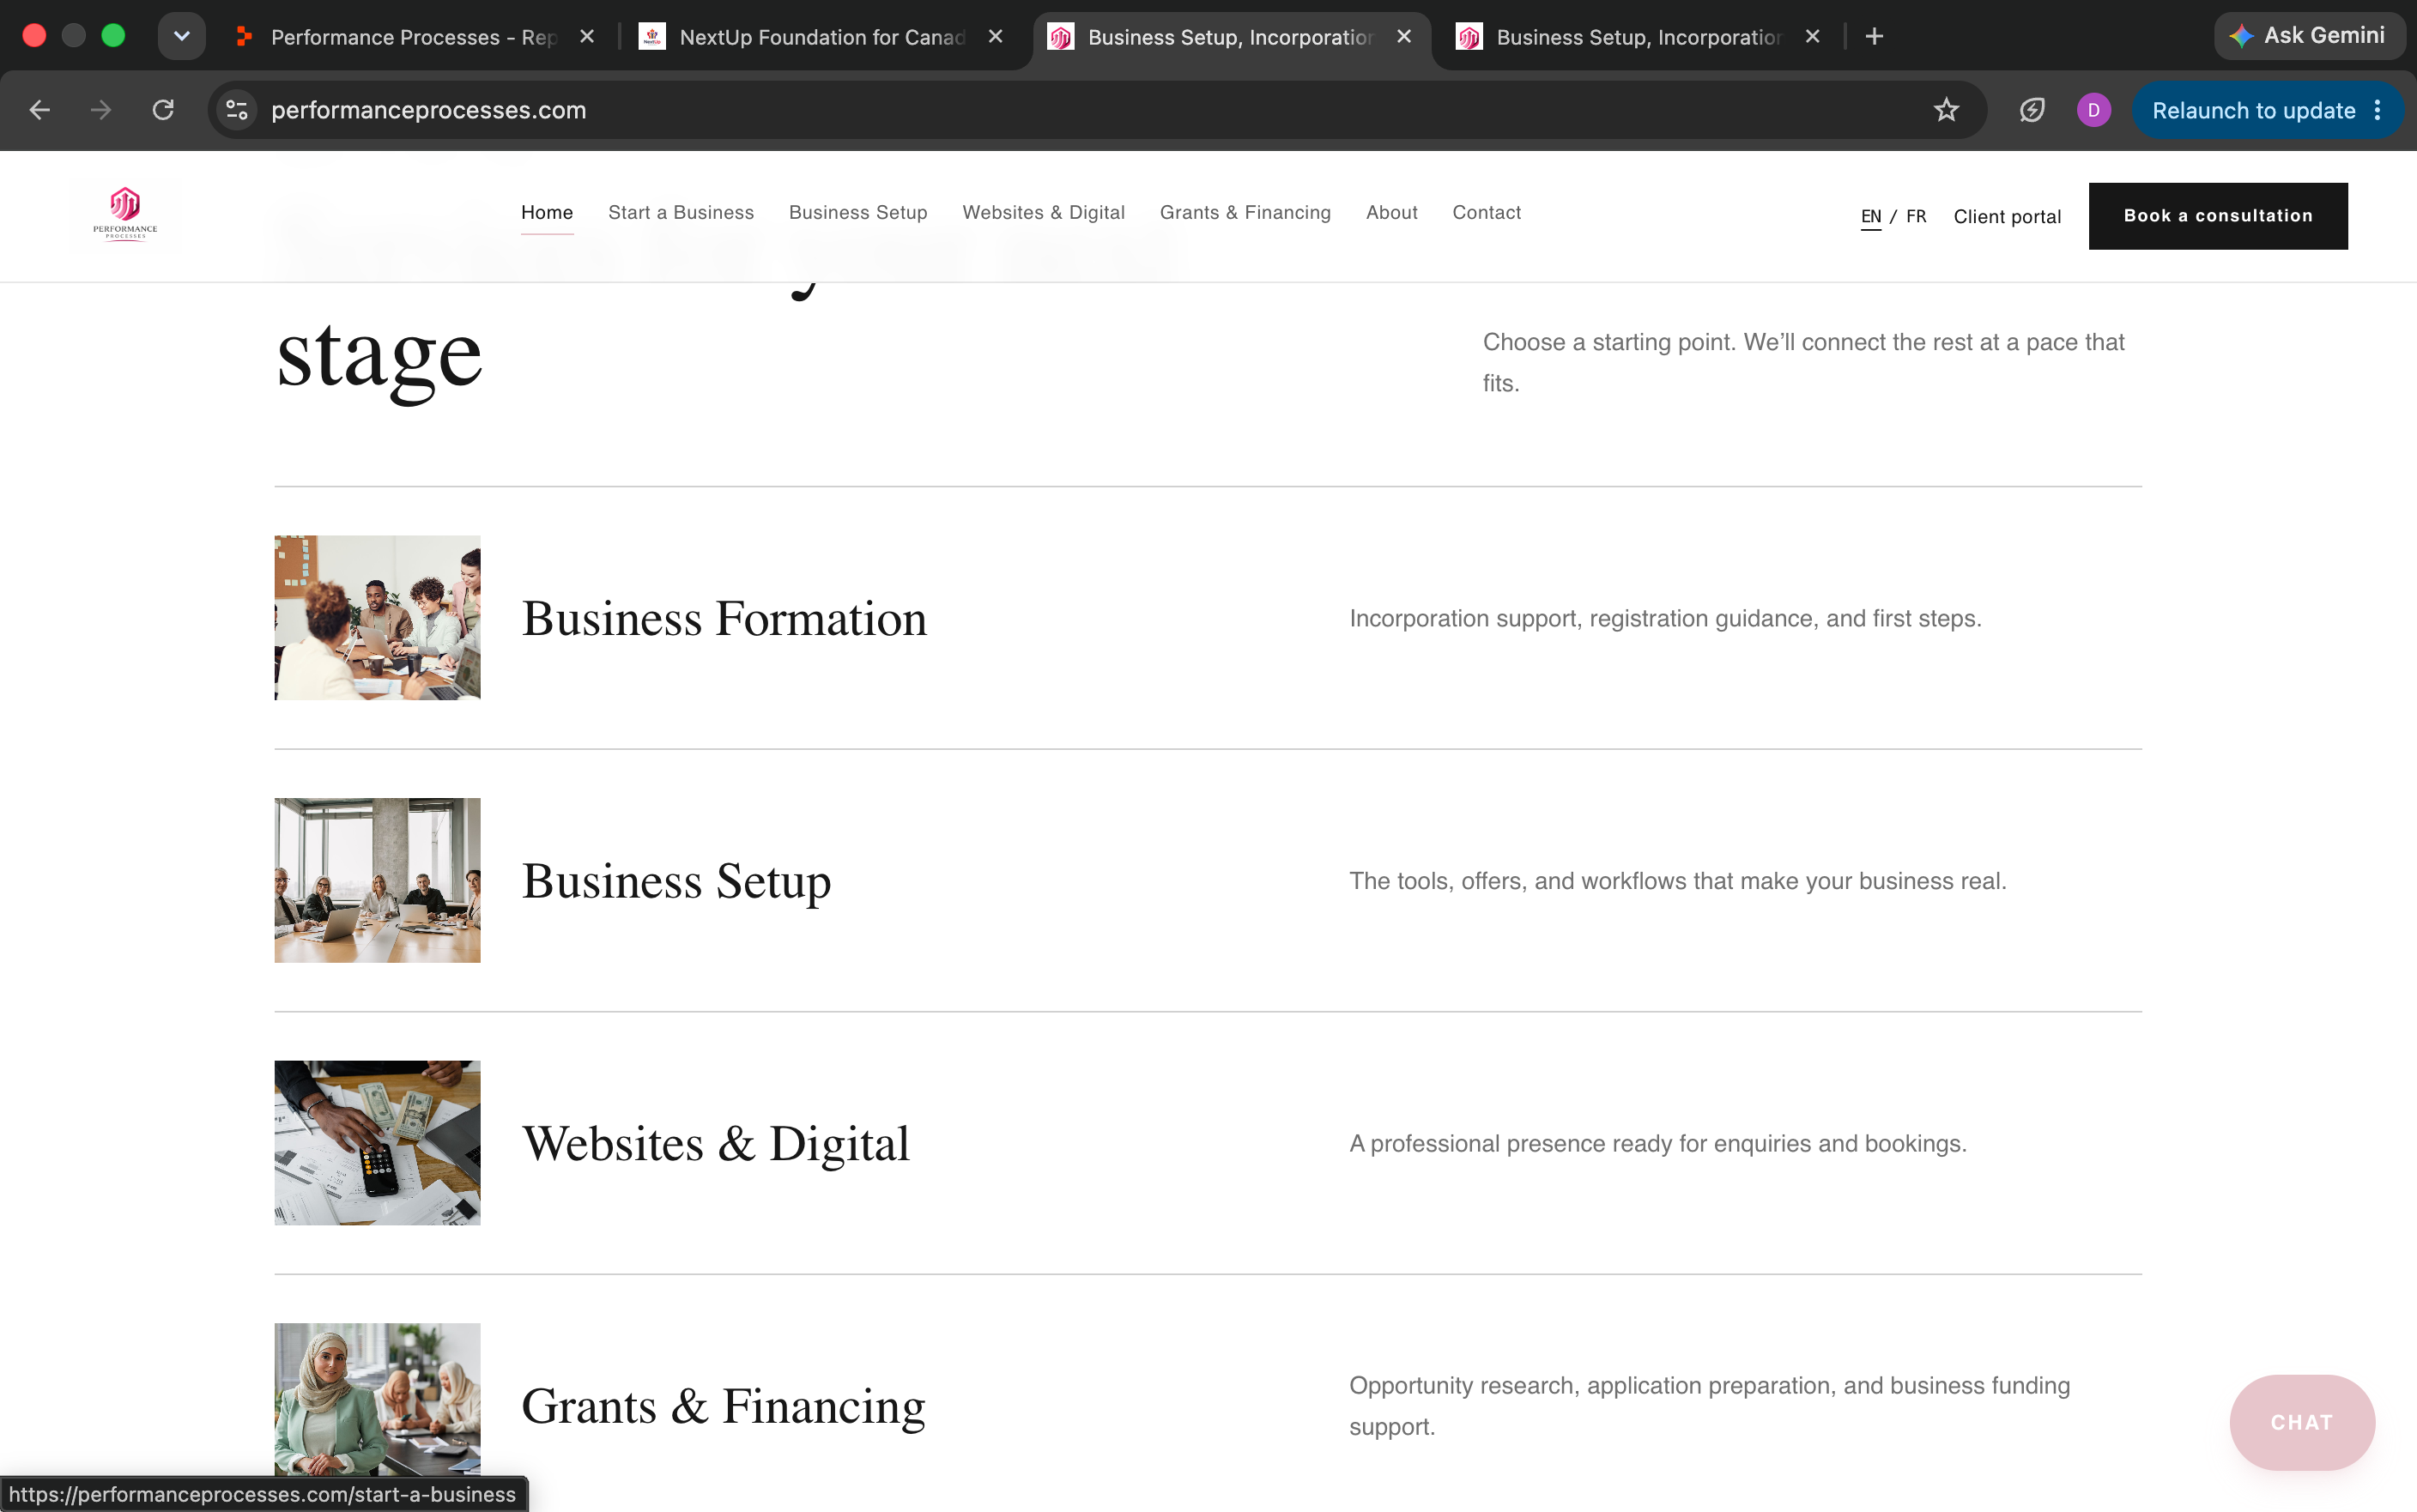 Performance Processes - Rep
NextUp Foundation for Canad
Business Setup, Incorporation
Business Setup, Incorporation
Ask Gemini
performanceprocesses.com
D
Relaunch to update
PERFORMANCE
PROCESSES
Home
Start a Business
Business Setup
Websites & Digital
Grants & Financing
About
Contact
EN / FR
Client portal
Book a consultation
stage
Choose a starting point. We’ll connect the rest at a pace that
fits.
Business Formation
Incorporation support, registration guidance, and first steps.
Business Setup
The tools, offers, and workflows that make your business real.
Websites & Digital
A professional presence ready for enquiries and bookings.
Grants & Financing
Opportunity research, application preparation, and business funding
support.
CHAT
https://performanceprocesses.com/start-a-business